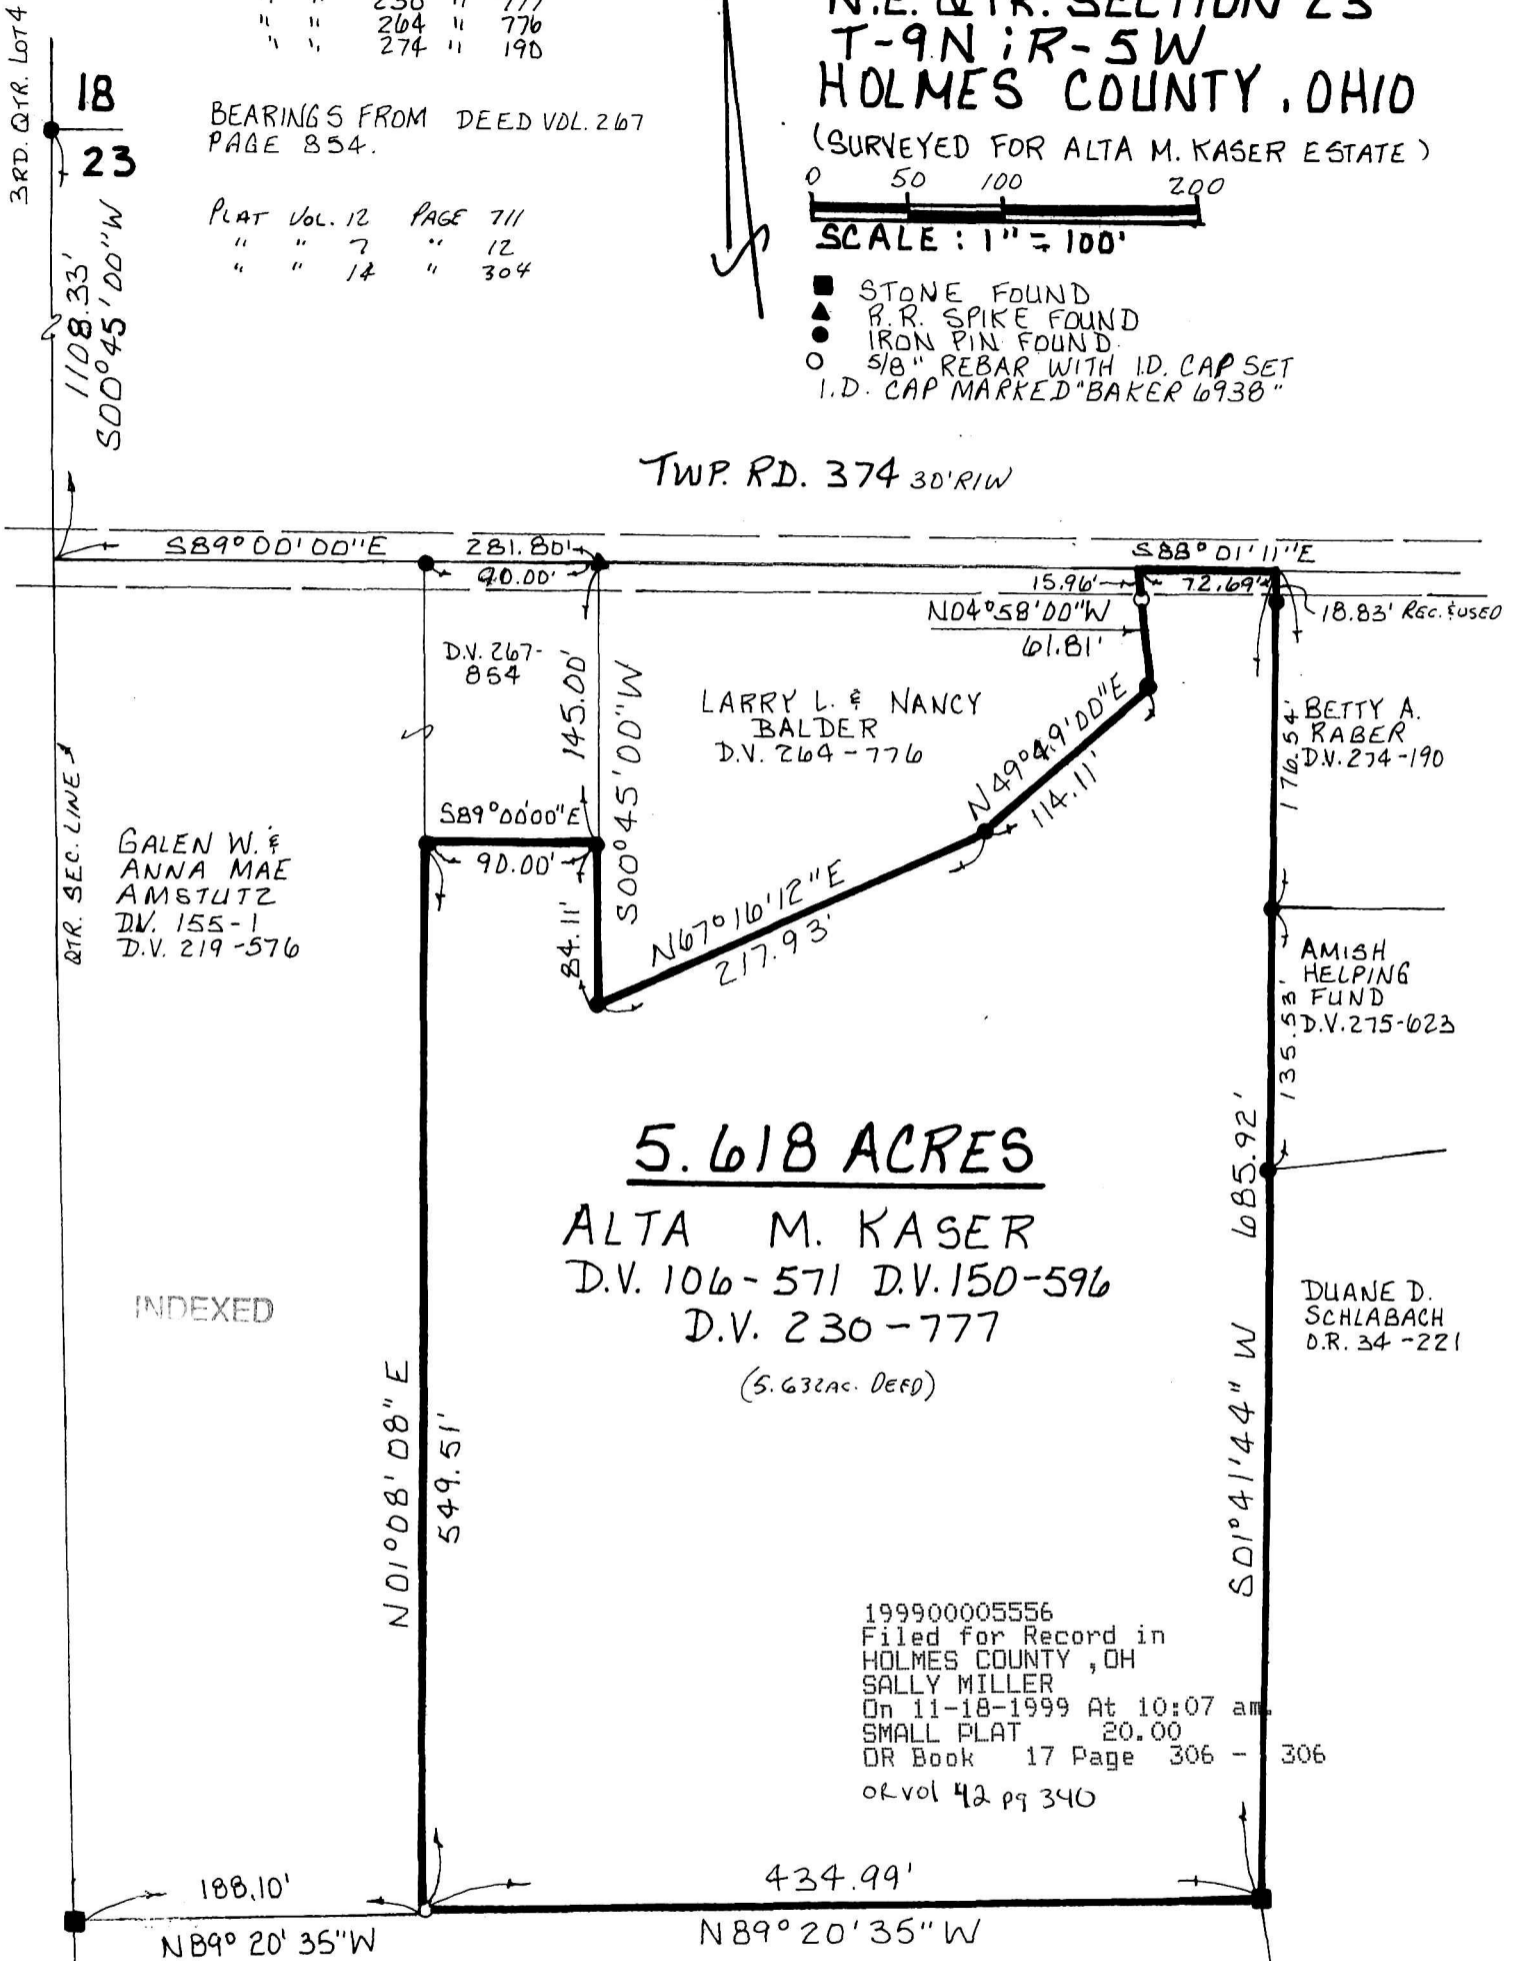 " " 230 " 777
" " 264 " 776
" " 274 " 190
3RD. QTR. LOT 4
18
23
BEARINGS FROM DEED VOL. 267
PAGE 854.
PLAT VOL. 12 PAGE 711
" " 7 " 12
" " 14 " 304
1108.33'
S00°45'00"W
N.E. QTR. SECTION 23
T-9N ; R-5W
HOLMES COUNTY, OHIO
(SURVEYED FOR ALTA M. KASER ESTATE)
0 50 100 200
SCALE: 1" = 100'
STONE FOUND
R.R. SPIKE FOUND
IRON PIN FOUND
5/8" REBAR WITH I.D. CAP SET
I.D. CAP MARKED "BAKER 6938"
TWP. RD. 374 30' R/W
S89°00'00"E
281.80'
90.00'
S88°01'11"E
15.96'
72.69'
18.83' REC. & USED
N04°58'00"W
61.81'
D.V. 267-
854
145.00'
S00°45'00"W
LARRY L. & NANCY
BALDER
D.V. 264-776
N49°49'00"E
114.11'
176.54'
BETTY A.
RABER
D.V. 274-190
QTR. SEC. LINE
GALEN W. &
ANNA MAE
AMSTUTZ
D.V. 155-1
D.V. 219-576
S89°00'00"E
90.00'
84.11'
N67°16'12"E
217.93'
AMISH
HELPING
FUND
D.V. 275-623
135.53'
5.618 ACRES
ALTA M. KASER
D.V. 106-571 D.V. 150-596
D.V. 230-777
(5.632 AC. DEED)
685.92'
S01°41'44" W
DUANE D.
SCHLABACH
O.R. 34-221
INDEXED
N01°08'08" E
549.51'
199900005556
Filed for Record in
HOLMES COUNTY ,OH
SALLY MILLER
On 11-18-1999 At 10:07 am.
SMALL PLAT 20.00
OR Book 17 Page 306 - 306
OR vol 42 pg 340
188.10'
N89°20'35"W
434.99'
N89°20'35"W